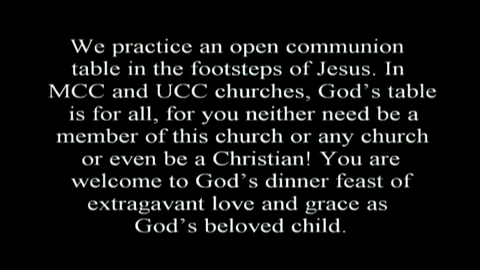 We practice an open communion
table in the footsteps of Jesus. In
MCC and UCC churches, God's table
is for all, for you neither need be a
member of this church or any church
or even be a Christian! You are
welcome to God's dinner feast of
extragavant love and grace as
God's beloved child.